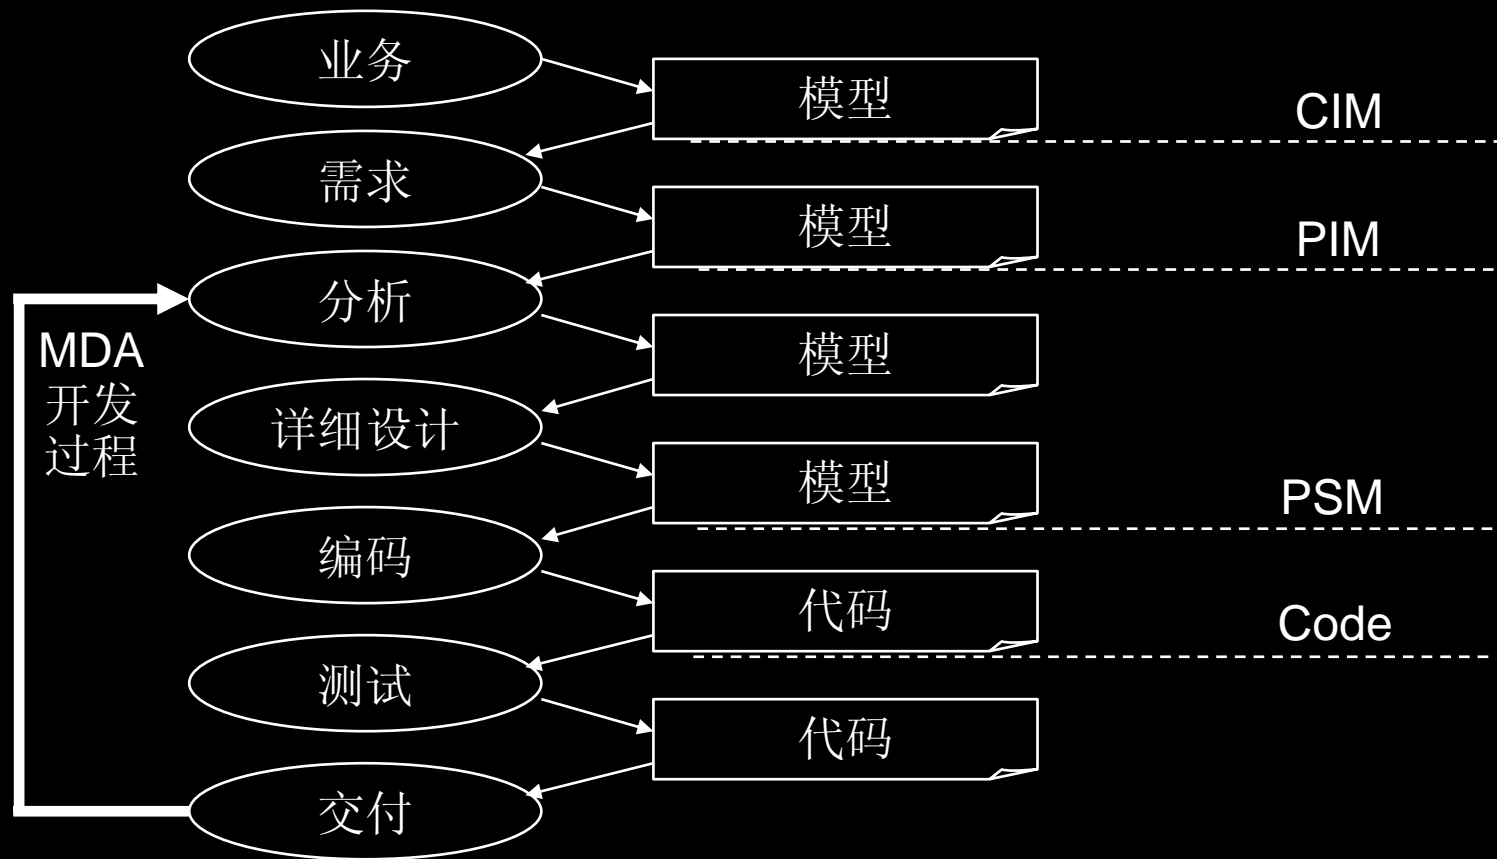 业务
模型
CIM
需求
模型
PIM
分析
MDA
开发
过程
模型
详细设计
模型
PSM
编码
代码
Code
测试
代码
交付